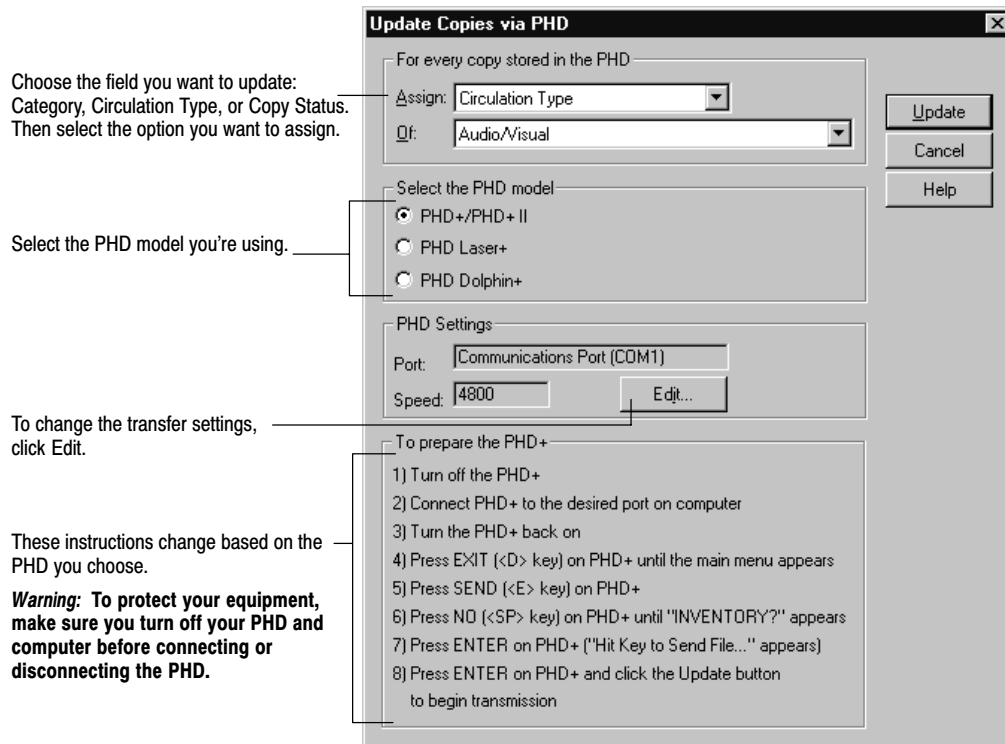 Update Copies via PHD
Choose the field you want to update:
Category, Circulation Type, or Copy Status.
Then select the option you want to assign.
For every copy stored in the PHD
Assign: Circulation Type
Of: Audio/Visual
Update
Cancel
Help
Select the PHD model you're using.
Select the PHD model
PHD+/PHD+ II
PHD Laser+
PHD Dolphin+
PHD Settings
Port: Communications Port (COM1)
Speed: 4800
Edit...
To change the transfer settings,
click Edit.
To prepare the PHD+
1) Turn off the PHD+
2) Connect PHD+ to the desired port on computer
3) Turn the PHD+ back on
4) Press EXIT (<D> key) on PHD+ until the main menu appears
5) Press SEND (<E> key) on PHD+
6) Press NO (<SP> key) on PHD+ until "INVENTORY?" appears
7) Press ENTER on PHD+ ("Hit Key to Send File..." appears)
8) Press ENTER on PHD+ and click the Update button
to begin transmission
These instructions change based on the
PHD you choose.
Warning: To protect your equipment,
make sure you turn off your PHD and
computer before connecting or
disconnecting the PHD.